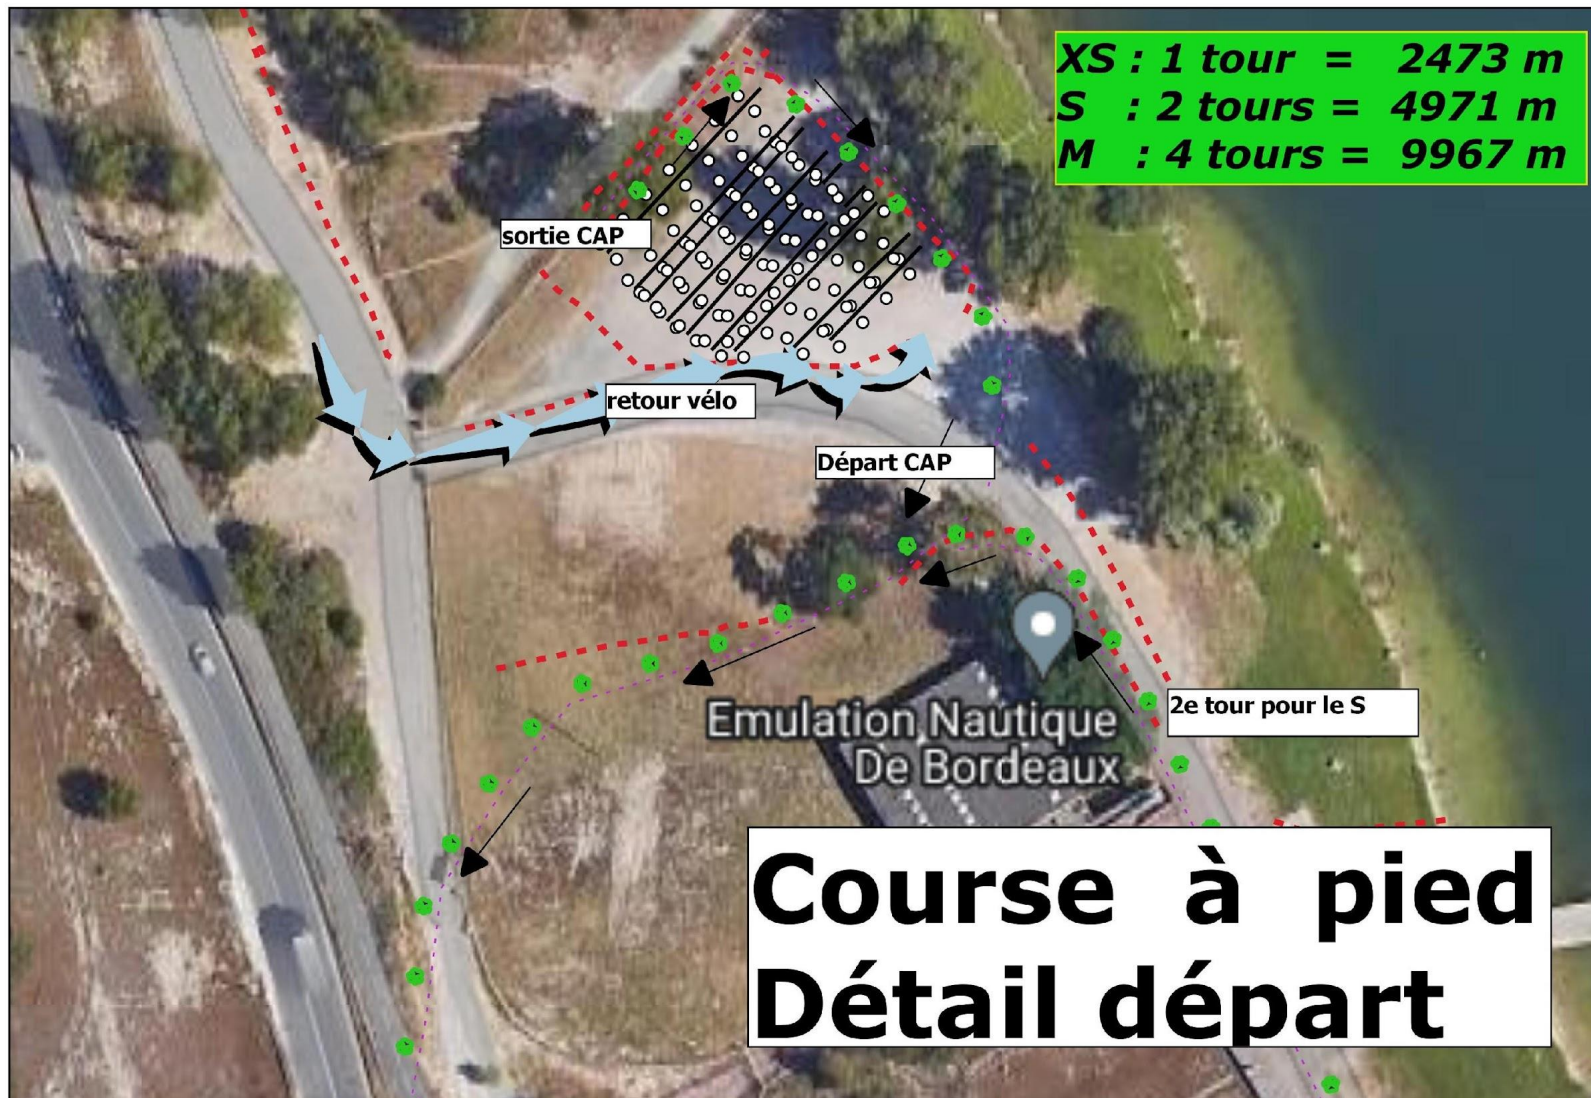 XS : 1 tour = 2473 m
S : 2 tours = 4971 m
M : 4 tours = 9967 m
sortie CAP
retour vélo
Départ CAP
2e tour pour le S
Emulation Nautique
De Bordeaux
Course à pied
Détail départ